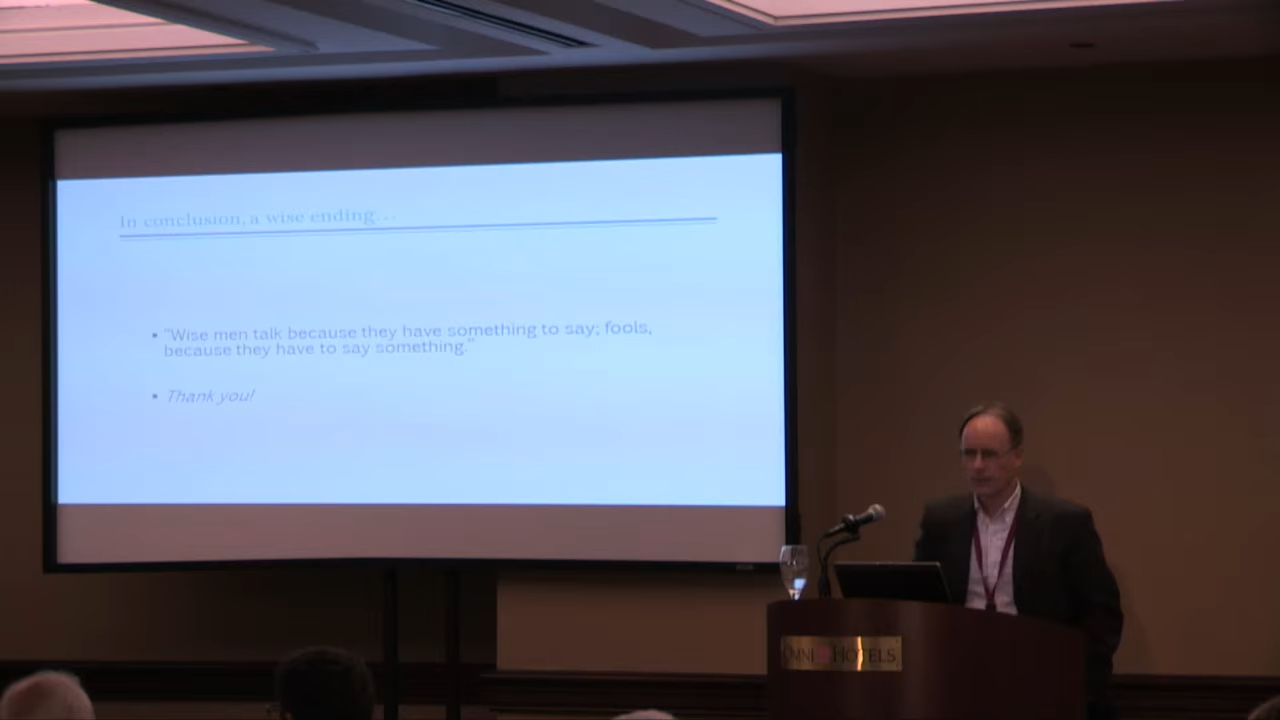 In conclusion, a wise ending...
▪ "Wise men talk because they have something to say; fools,
because they have to say something."
▪ Thank you!
OMNI HOTELS